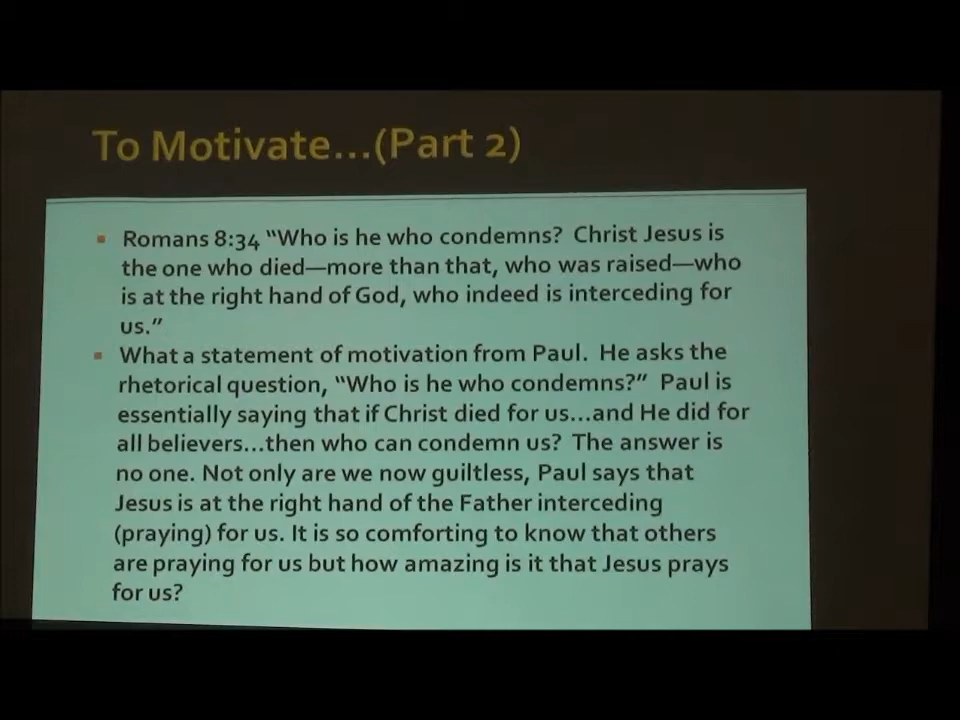 To Motivate...(Part 2)
Romans 8:34 “Who is he who condemns?  Christ Jesus is
the one who died—more than that, who was raised—who
is at the right hand of God, who indeed is interceding for
us.”
What a statement of motivation from Paul.  He asks the
rhetorical question, “Who is he who condemns?”  Paul is
essentially saying that if Christ died for us...and He did for
all believers...then who can condemn us?  The answer is
no one. Not only are we now guiltless, Paul says that
Jesus is at the right hand of the Father interceding
(praying) for us. It is so comforting to know that others
are praying for us but how amazing is it that Jesus prays
for us?